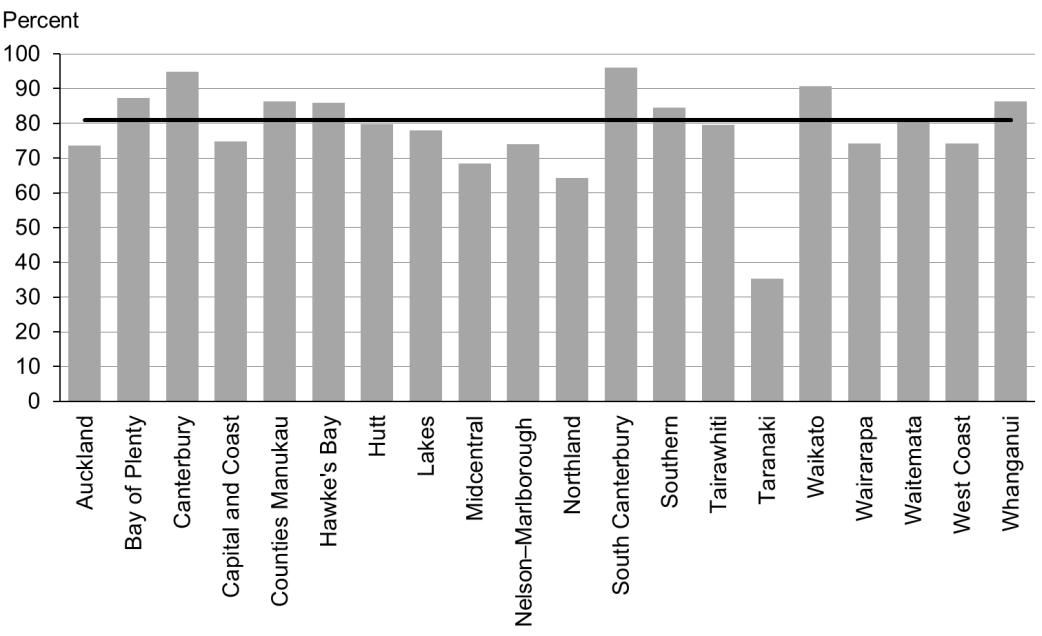 Percent
100
90
80
70
60
50
40
30
20
10
0
Auckland
Bay of Plenty
Canterbury
Capital and Coast
Counties Manukau
Hawke's Bay
Hutt
Lakes
Midcentral
Nelson–Marlborough
Northland
South Canterbury
Southern
Tairawhiti
Taranaki
Waikato
Wairarapa
Waitemata
West Coast
Whanganui